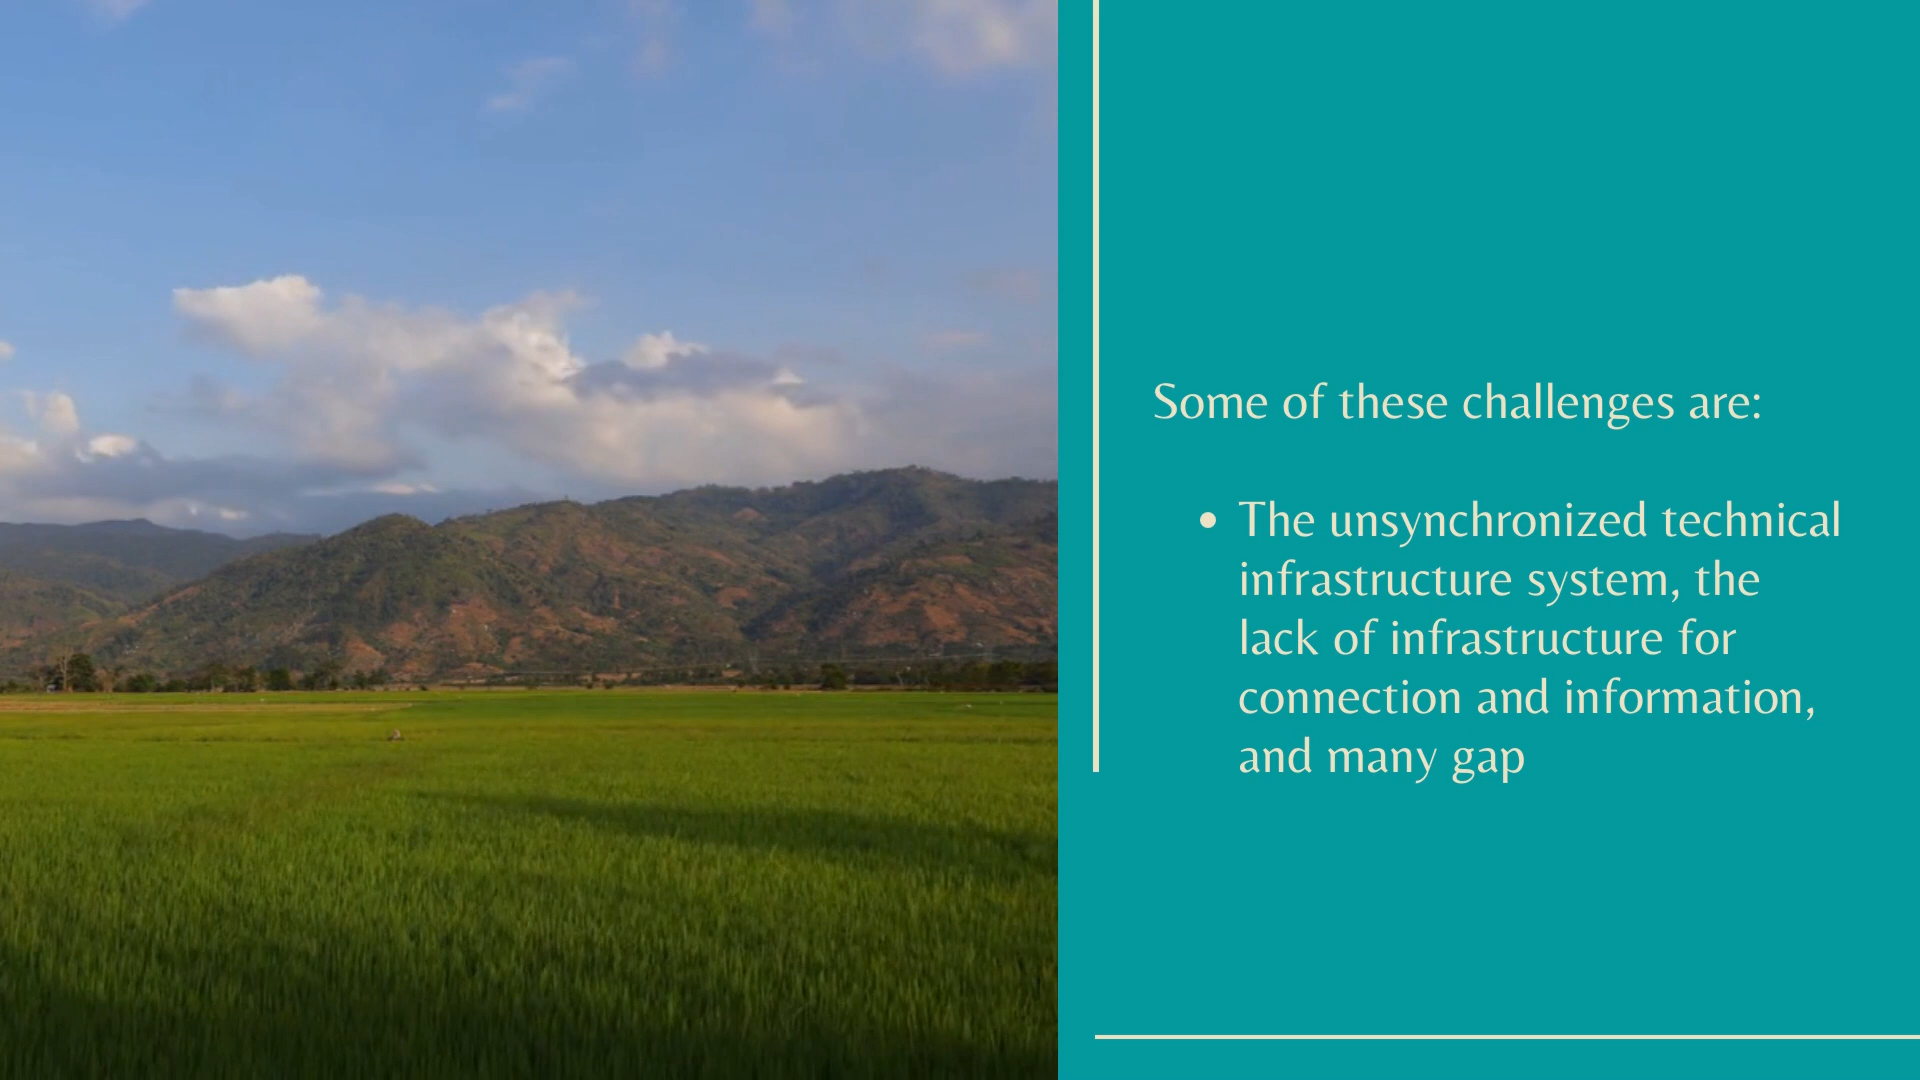 Some of these challenges are:
• The unsynchronized technical
infrastructure system, the
lack of infrastructure for
connection and information,
and many gap